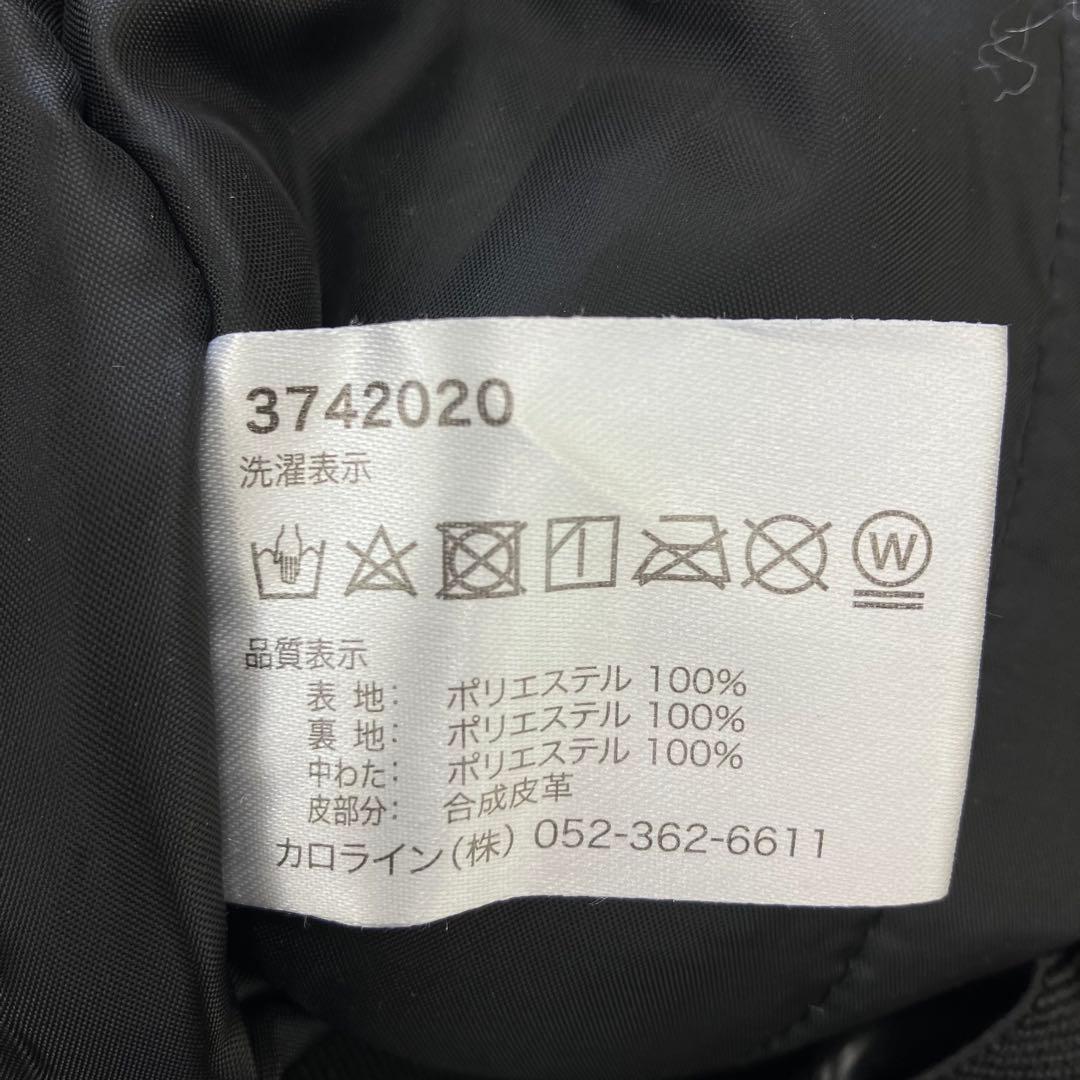 3742020
洗濯表示
W
品質表示
表地: ポリエステル 100%
裏地: ポリエステル 100%
中わた: ポリエステル 100%
皮部分: 合成皮革
カロライン(株) 052-362-6611